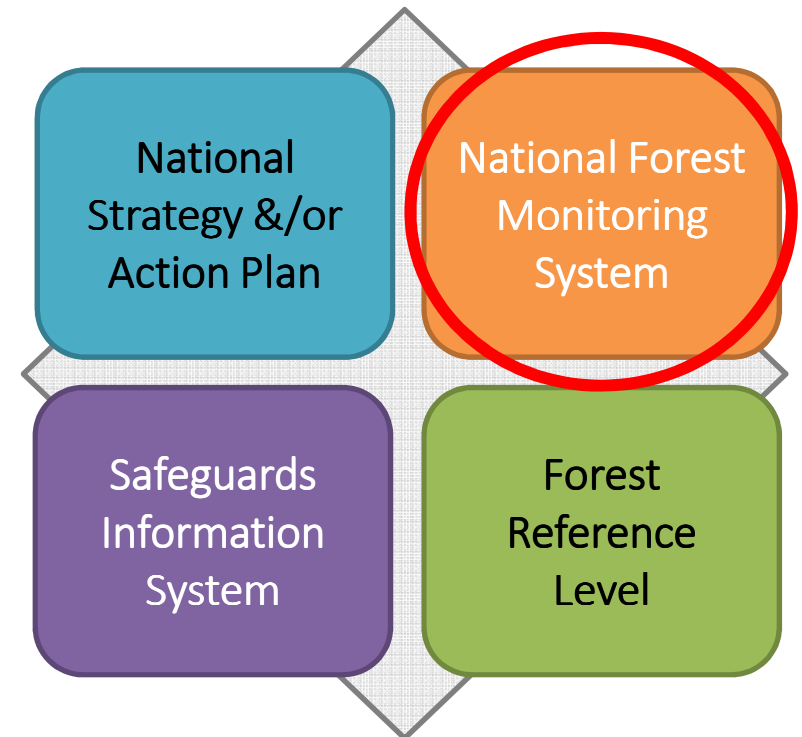 National
Strategy &/or
Action Plan
National Forest
Monitoring
System
Safeguards
Information
System
Forest
Reference
Level